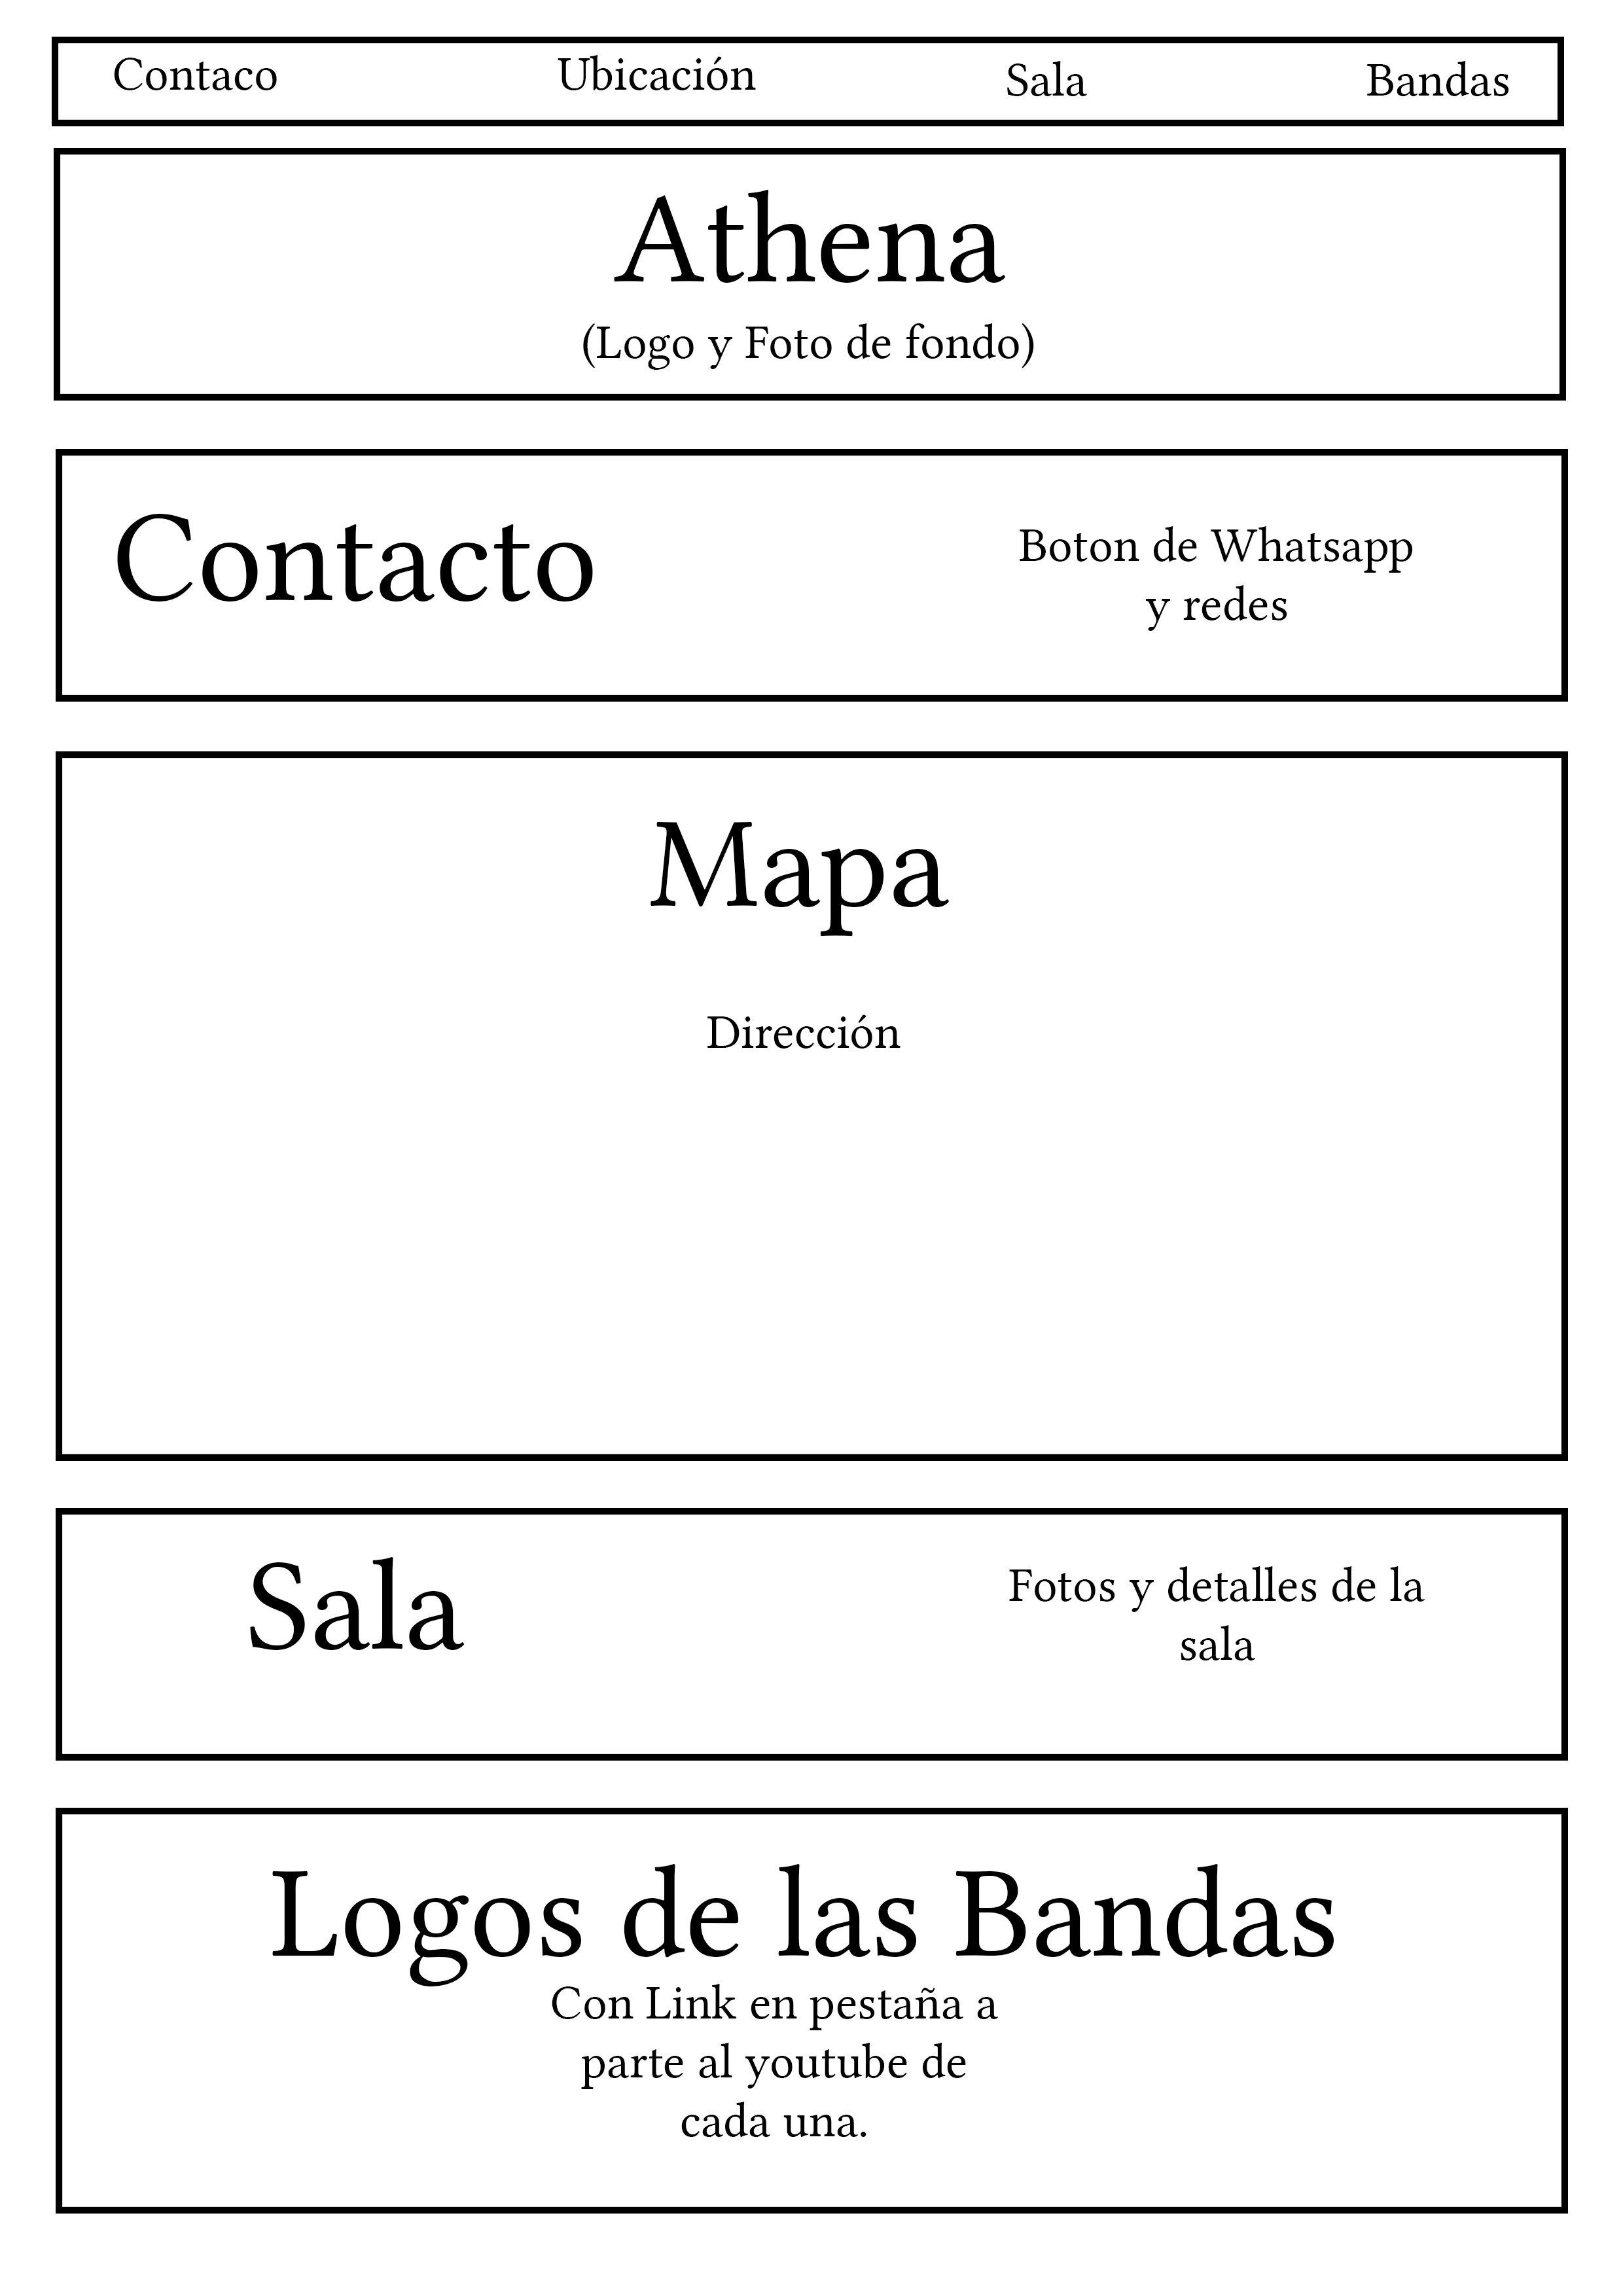 Contaco Ubicación Sala Bandas
Athena
(Logo y Foto de fondo)
Contacto
Boton de Whatsapp
y redes
Mapa
Dirección
Sala
Fotos y detalles de la
sala
Logos de las Bandas
Con Link en pestaña a
parte al youtube de
cada una.